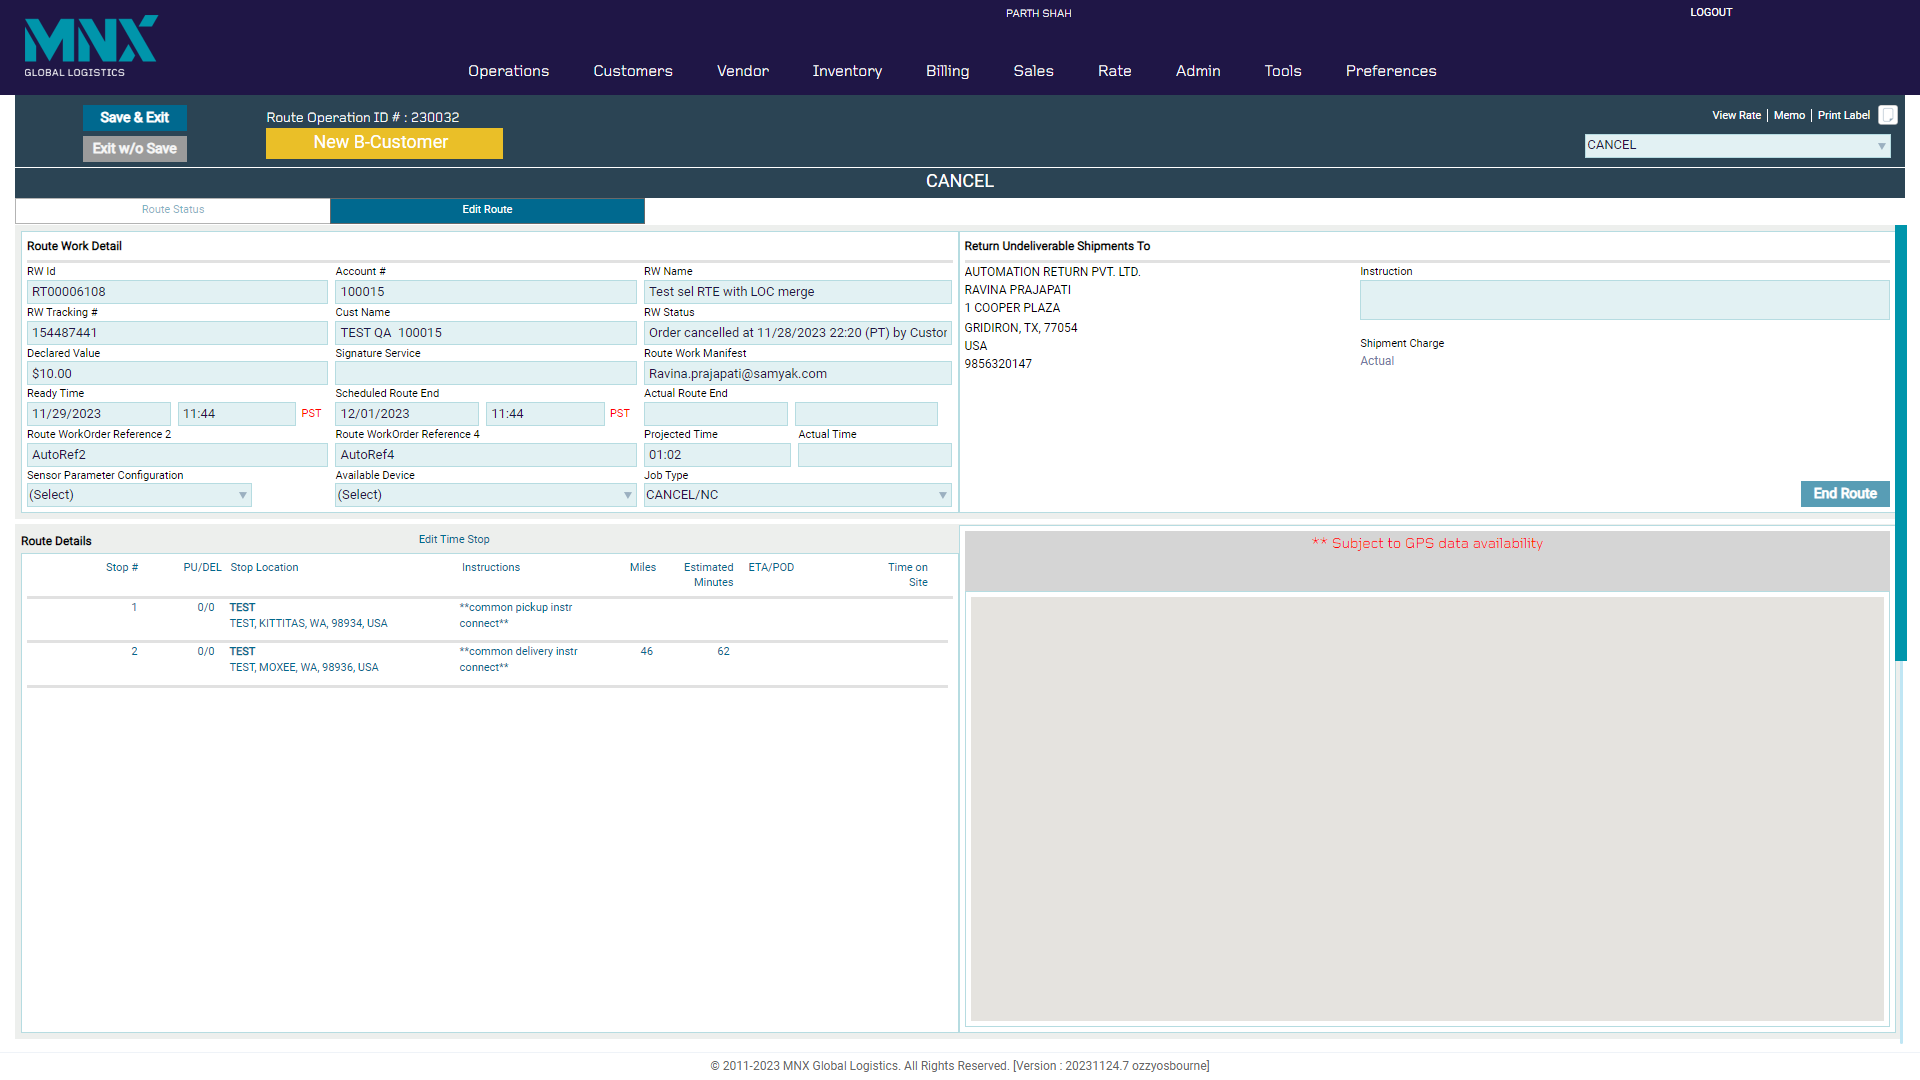 MNX
GLOBAL LOGISTICS
PARTH SHAH
LOGOUT
Operations Customers Vendor Inventory Billing Sales Rate Admin Tools Preferences
Save & Exit
Exit w/o Save
Route Operation ID # : 230032
New B-Customer
View Rate | Memo | Print Label
CANCEL
CANCEL
Route Status
Edit Route
Route Work Detail
RW Id Account # RW Name
RT00006108 100015 Test sel RTE with LOC merge
RW Tracking # Cust Name RW Status
154487441 TEST QA 100015 Order cancelled at 11/28/2023 22:20 (PT) by Custor
Declared Value Signature Service Route Work Manifest
$10.00 Ravina.prajapati@samyak.com
Ready Time Scheduled Route End Actual Route End
11/29/2023 11:44 PST 12/01/2023 11:44 PST
Route WorkOrder Reference 2 Route WorkOrder Reference 4 Projected Time Actual Time
AutoRef2 AutoRef4 01:02
Sensor Parameter Configuration Available Device Job Type
(Select) (Select) CANCEL/NC
Return Undeliverable Shipments To
AUTOMATION RETURN PVT. LTD.
RAVINA PRAJAPATI
1 COOPER PLAZA
GRIDIRON, TX, 77054
USA
9856320147
Instruction
Shipment Charge
Actual
End Route
Route Details
Edit Time Stop
Stop # PU/DEL Stop Location Instructions Miles Estimated Minutes ETA/POD Time on Site
1 0/0 TEST **common pickup instr
TEST, KITTITAS, WA, 98934, USA connect**
2 0/0 TEST **common delivery instr 46 62
TEST, MOXEE, WA, 98936, USA connect**
** Subject to GPS data availability
© 2011-2023 MNX Global Logistics. All Rights Reserved. [Version : 20231124.7 ozzyosbourne]